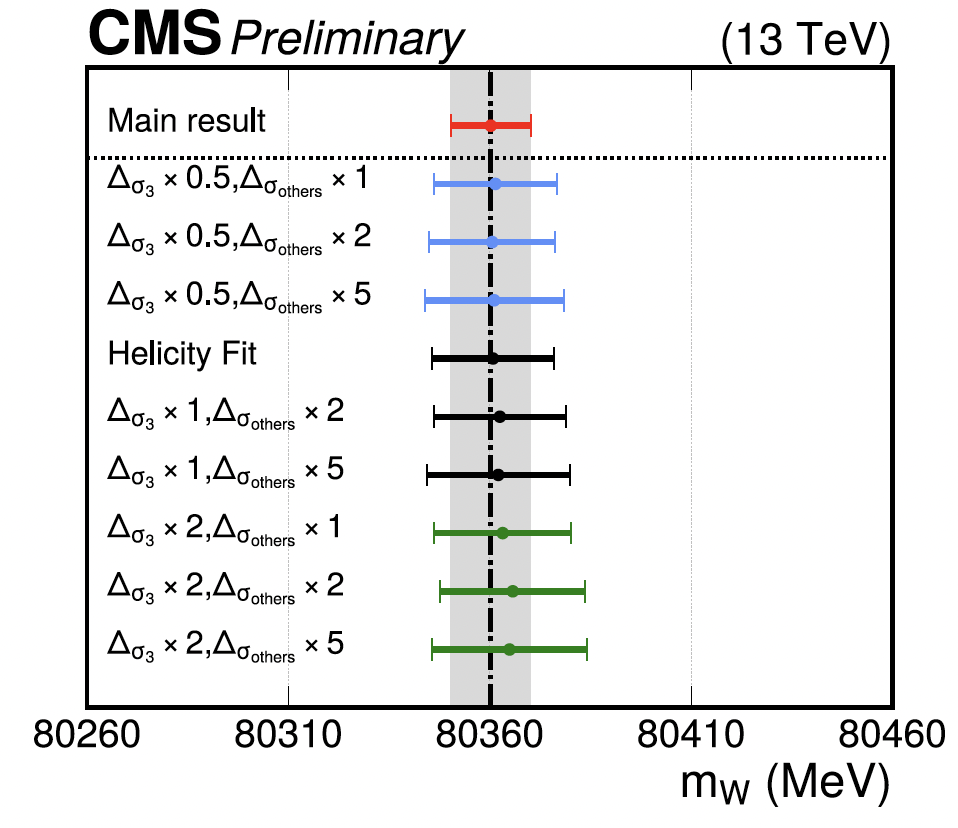 CMS Preliminary (13 TeV)
Main result
Δσ₃ × 0.5,Δσothers × 1
Δσ₃ × 0.5,Δσothers × 2
Δσ₃ × 0.5,Δσothers × 5
Helicity Fit
Δσ₃ × 1,Δσothers × 2
Δσ₃ × 1,Δσothers × 5
Δσ₃ × 2,Δσothers × 1
Δσ₃ × 2,Δσothers × 2
Δσ₃ × 2,Δσothers × 5
80260 80310 80360 80410 80460
mW (MeV)